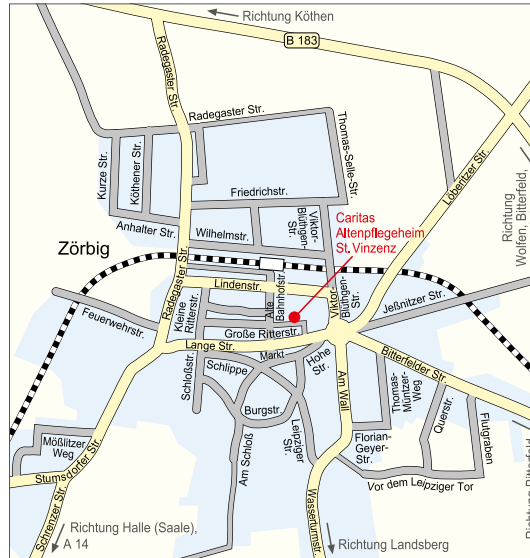 Richtung Köthen
B 183
Radegaster Str.
Radegaster Str.
Thomas-Selle-Str.
Löberitzer Str.
Richtung
Wolfen, Bitterfeld,
Kurze Str.
Köthener Str.
Friedrichstr.
Viktor-
Blüthgen-
Str.
Caritas
Altenpflegeheim
St. Vinzenz
Anhalter Str.
Wilhelmstr.
Zörbig
Radegaster Str.
Lindenstr.
Alte
Bahnhofstr.
Viktor-
Blüthgen-Str.
Jeßnitzer Str.
Feuerwehrstr.
Kleine
Ritterstr.
Große Ritterstr.
Lange Str.
Markt
Hohe
Str.
Schloßstr.
Schlippe
Am Wall
Bitterfelder Str.
Thomas-
Müntzer-
Weg
Burgstr.
Leipziger
Str.
Querstr.
Flutgraben
Mößlitzer
Weg
Am Schloß
Florian-
Geyer-
Str.
Stumsdorfer Str.
Vor dem Leipziger Tor
Schrenzer Str.
Wasserturmstr.
Richtung Halle (Saale),
A 14
Richtung Landsberg